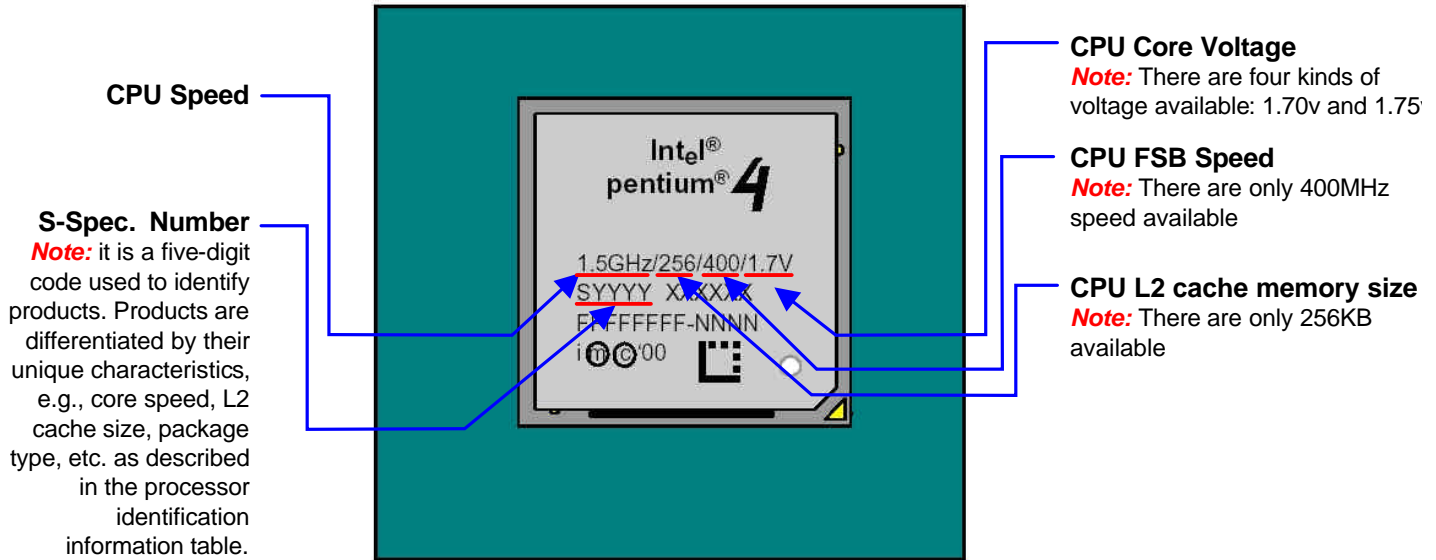 CPU Speed
S-Spec. Number
Note: it is a five-digit
code used to identify
products. Products are
differentiated by their
unique characteristics,
e.g., core speed, L2
cache size, package
type, etc. as described
in the processor
identification
information table.
Intel®
pentium® 4
1.5GHz/256/400/1.7V
SYYYY XXXXXX
FFFFFFFF-NNNN
i m c '00
CPU Core Voltage
Note: There are four kinds of
voltage available: 1.70v and 1.75
CPU FSB Speed
Note: There are only 400MHz
speed available
CPU L2 cache memory size
Note: There are only 256KB
available